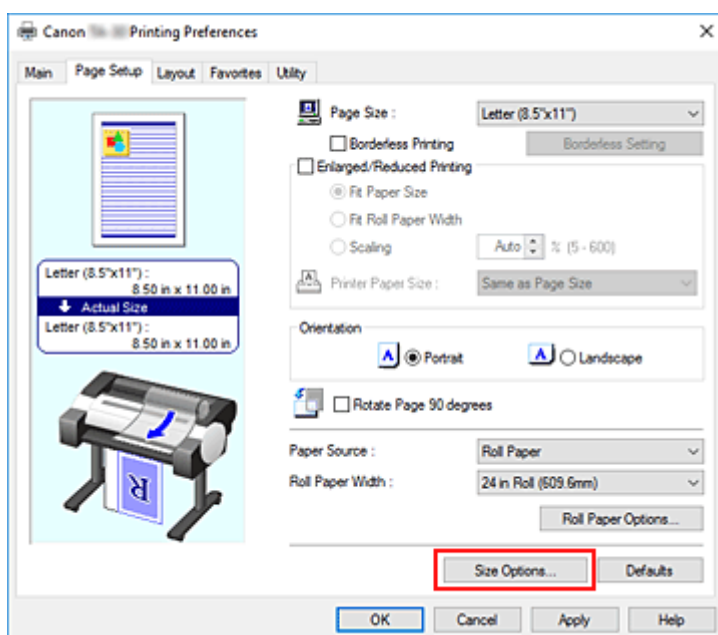 Canon Printing Preferences
Main Page Setup Layout Favorites Utility
Page Size : Letter (8.5"x11")
Borderless Printing Borderless Setting
Enlarged/Reduced Printing
Fit Paper Size
Fit Roll Paper Width
Scaling Auto % (5 - 600)
Printer Paper Size : Same as Page Size
Letter (8.5"x11") :
8.50 in x 11.00 in
Actual Size
Letter (8.5"x11") :
8.50 in x 11.00 in
Orientation
A Portrait A Landscape
Rotate Page 90 degrees
Paper Source : Roll Paper
Roll Paper Width : 24 in Roll (609.6mm)
R
Roll Paper Options...
Size Options... Defaults
OK Cancel Apply Help